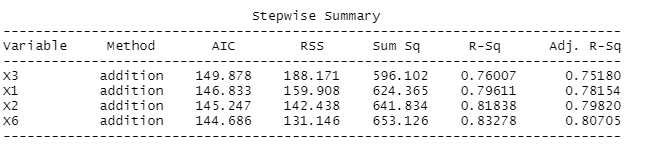 Stepwise Summary
------------------------------------------------------------------------------
Variable Method AIC RSS Sum Sq R-Sq Adj. R-Sq
------------------------------------------------------------------------------
X3 addition 149.878 188.171 596.102 0.76007 0.75180
X1 addition 146.833 159.908 624.365 0.79611 0.78154
X2 addition 145.247 142.438 641.834 0.81838 0.79820
X6 addition 144.686 131.146 653.126 0.83278 0.80705
------------------------------------------------------------------------------